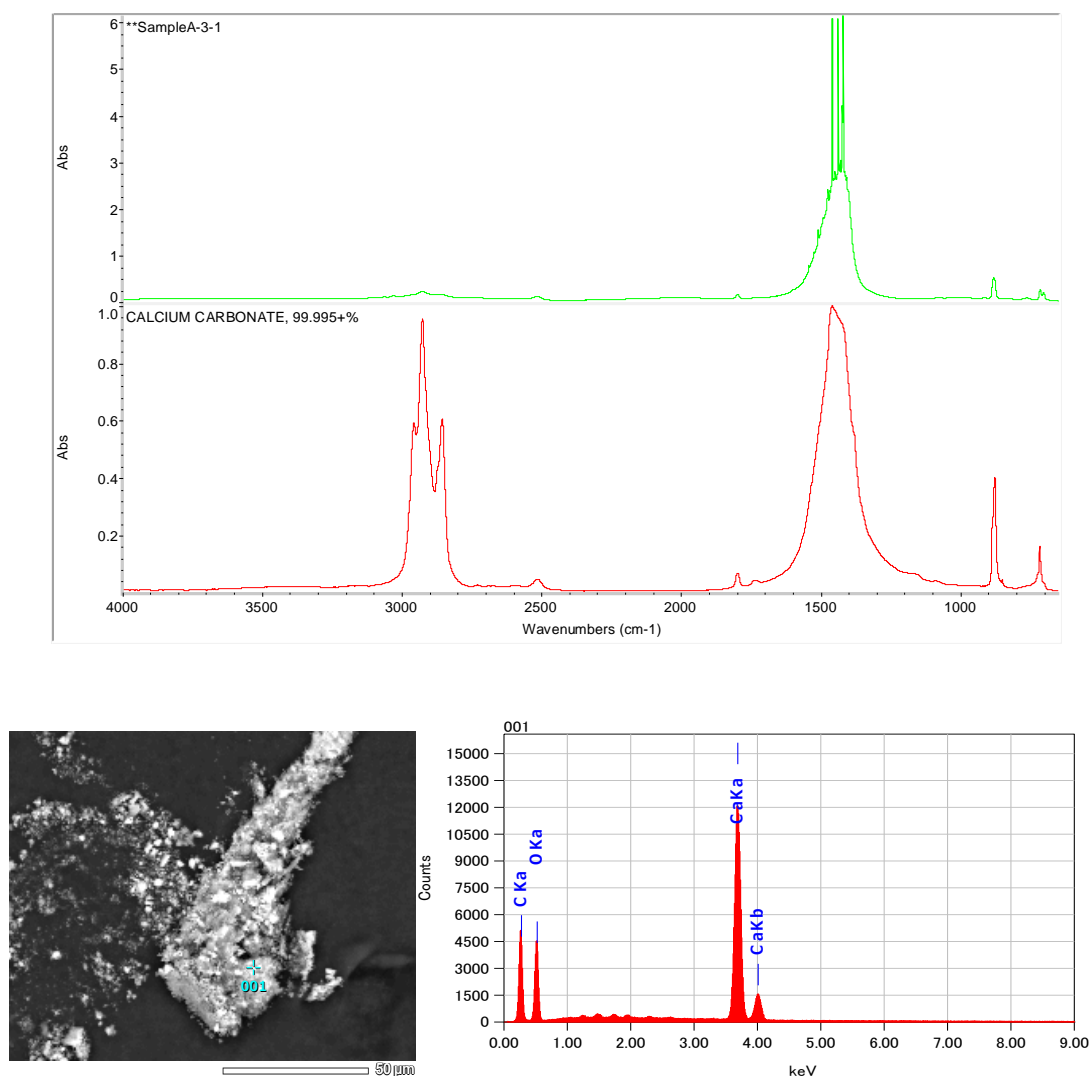 **SampleA-3-1
6
5
4
3
2
1
0
Abs
CALCIUM CARBONATE, 99.995+%
1.0
0.8
0.6
0.4
0.2
Abs
4000 3500 3000 2500 2000 1500 1000
Wavenumbers (cm-1)
001
50 µm
001
15000
13500
12000
10500
9000
7500
6000
4500
3000
1500
0
Counts
C Ka
O Ka
CaKa
CaKb
0.00 1.00 2.00 3.00 4.00 5.00 6.00 7.00 8.00 9.00
keV